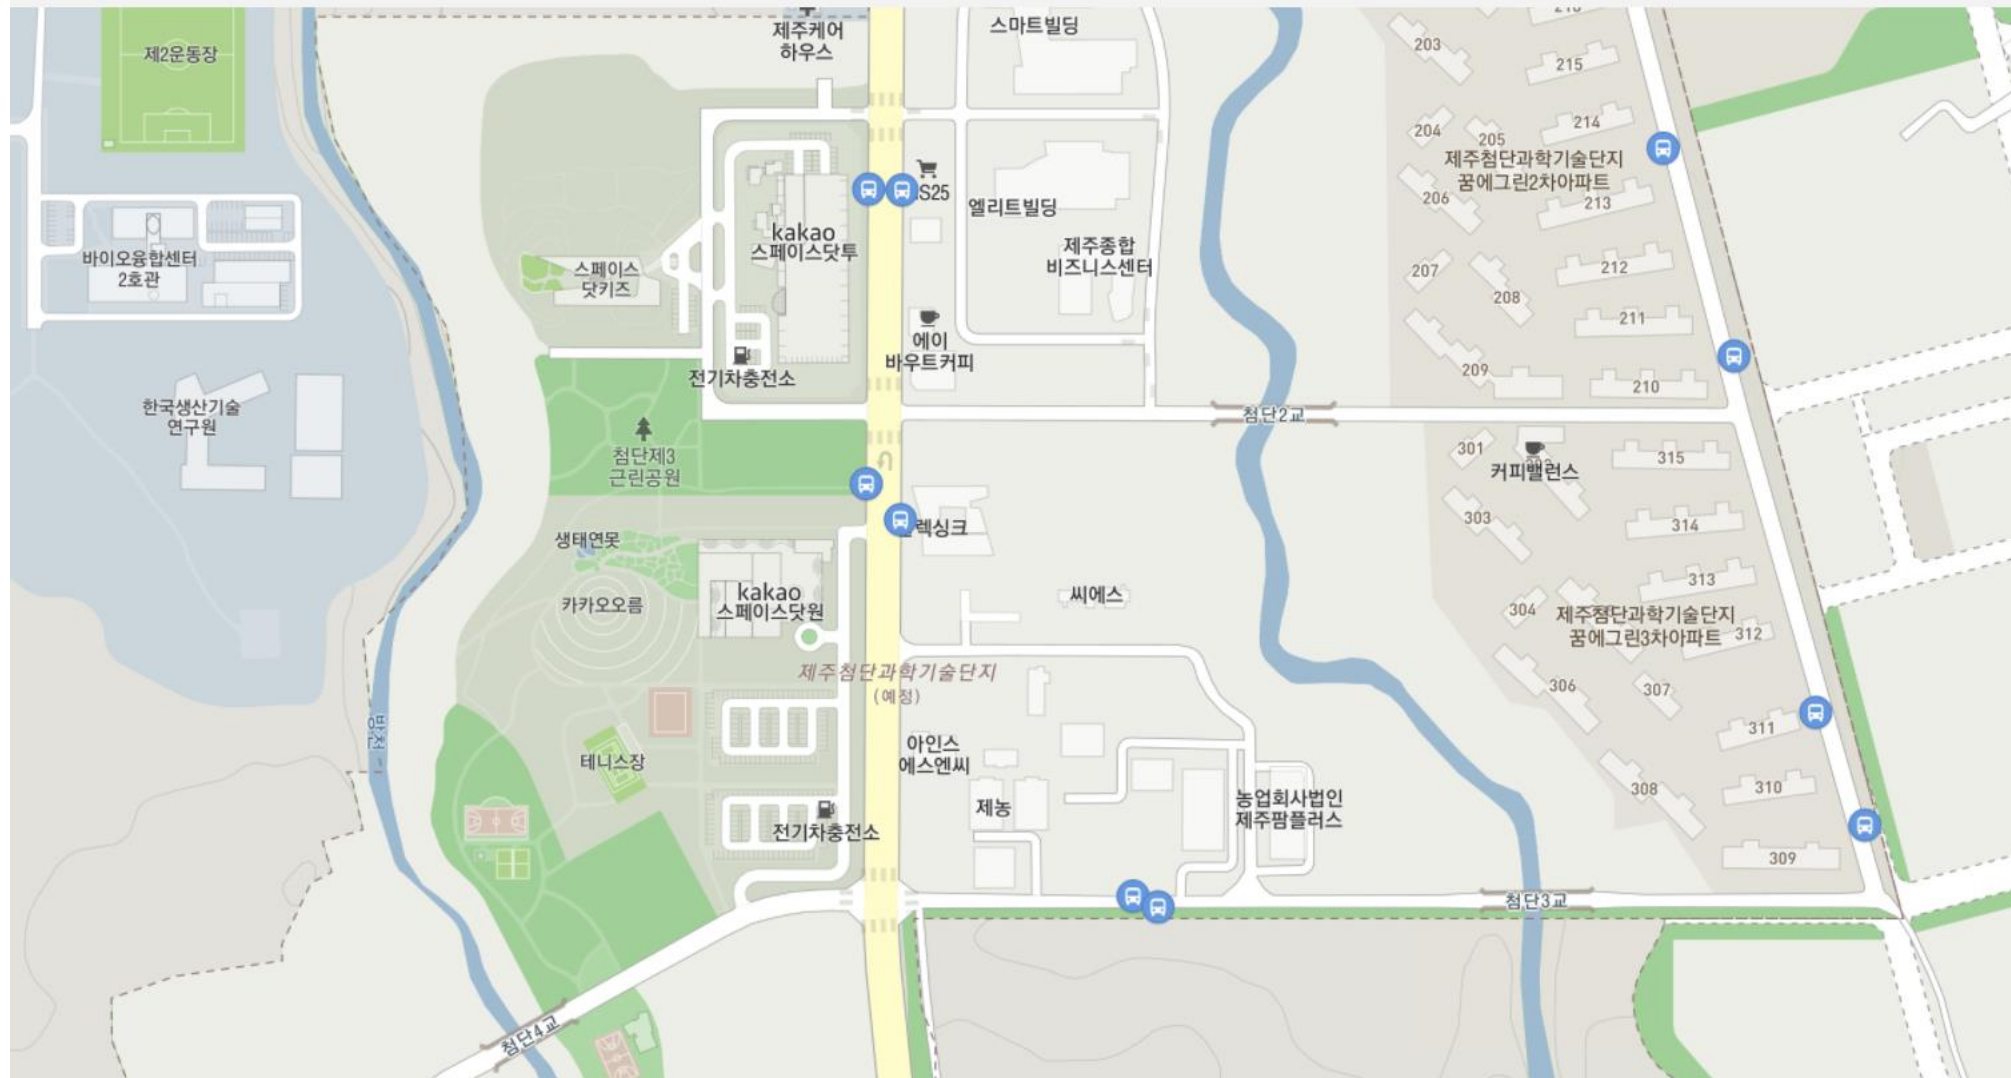 제2운동장
제주케어
하우스
스마트빌딩
203
215
204
205
214
제주첨단과학기술단지
꿈에그린2차아파트
206
213
S25
엘리트빌딩
kakao
스페이스닷투
제주종합
비즈니스센터
바이오융합센터
2호관
스페이스
닷키즈
207
212
208
211
에이
바우트커피
전기차충전소
209
210
한국생산기술
연구원
첨단2교
첨단제3
근린공원
301
커피밸런스
315
303
314
렉싱크
생태연못
kakao
스페이스닷원
카카오오름
씨에스
313
304
제주첨단과학기술단지
꿈에그린3차아파트
312
제주첨단과학기술단지
(예정)
306
307
311
방천
아인스
에스엔씨
테니스장
308
310
제농
농업회사법인
제주팜플러스
전기차충전소
309
첨단3교
첨단4교